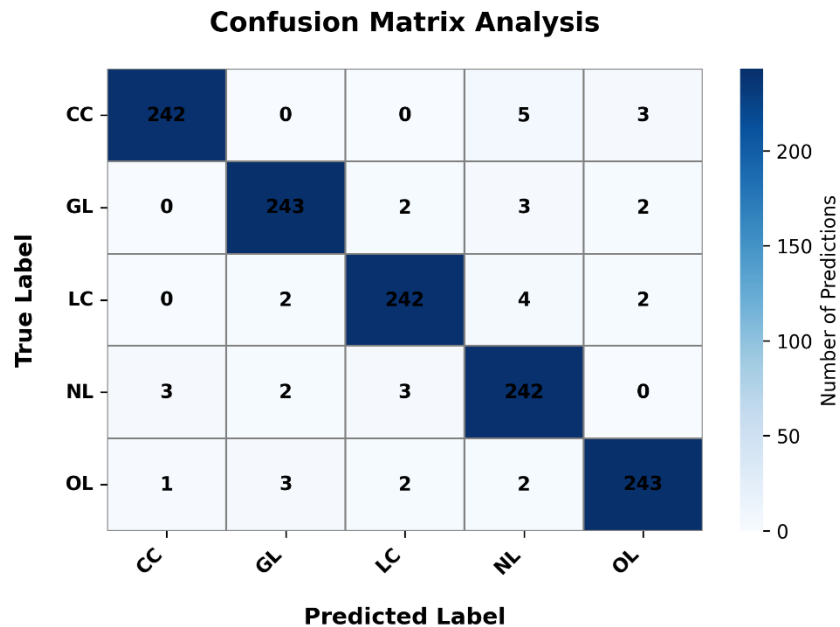 Confusion Matrix Analysis
CC 242 0 0 5 3
GL 0 243 2 3 2
LC 0 2 242 4 2
NL 3 2 3 242 0
OL 1 3 2 2 243
CC GL LC NL OL
True Label
Predicted Label
200
150
100
50
0
Number of Predictions